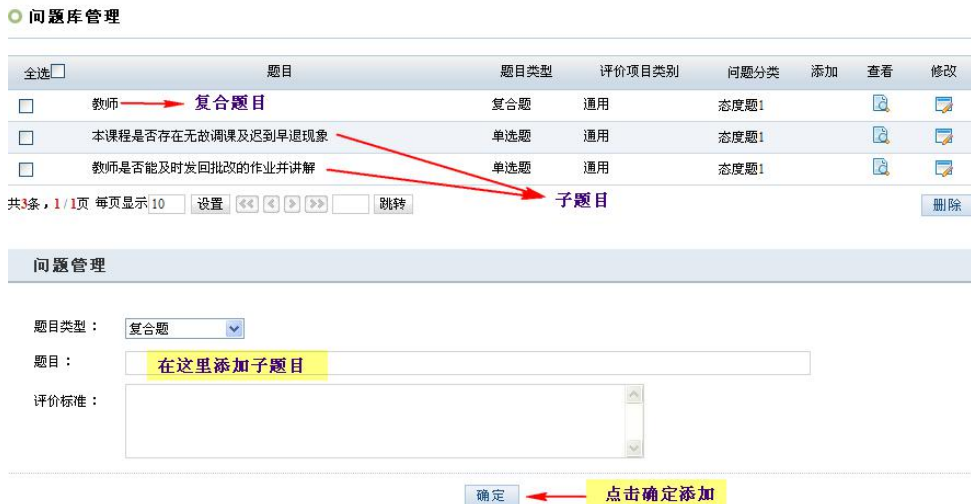 问题库管理
全选 题目 题目类型 评价项目类别 问题分类 添加 查看 修改
教师 复合题目 复合题 通用 态度题1
本课程是否存在无故调课及迟到早退现象 单选题 通用 态度题1
教师是否能及时发回批改的作业并讲解 单选题 通用 态度题1
共3条，1/1页 每页显示 10 设置 << < > >> 跳转 子题目 删除
问题管理
题目类型： 复合题
题目： 在这里添加子题目
评价标准：
确定 点击确定添加